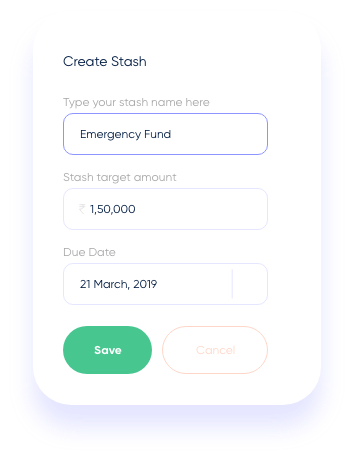 Create Stash
Type your stash name here
Emergency Fund
Stash target amount
₹ 1,50,000
Due Date
21 March, 2019
Save Cancel